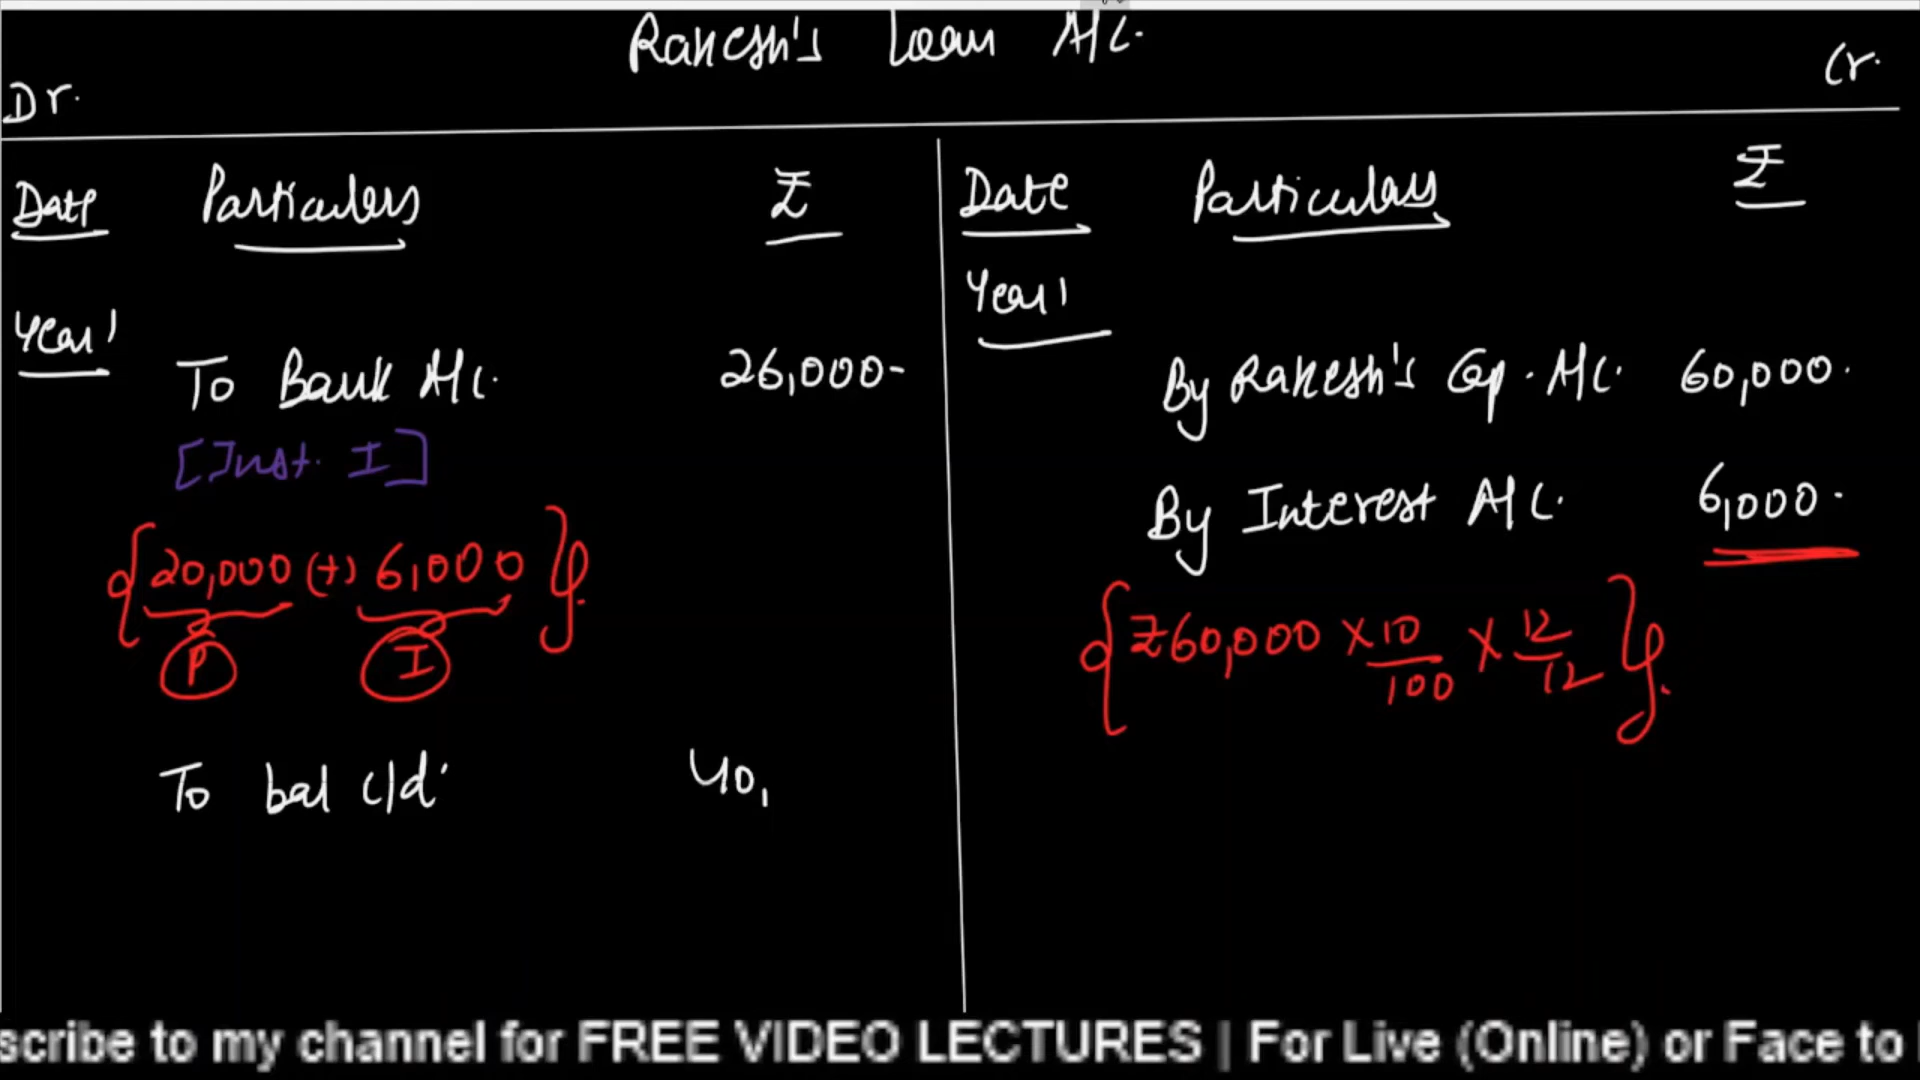 Rakesh's Loan A/c.
Dr.
Cr.
Date Particulars ₹ Date Particulars ₹
Year 1
Year 1
To Bank A/c. 26,000- By Rakesh's Cap. A/c. 60,000.
[Inst. I]
By Interest A/c. 6,000.
{20,000 (+) 6,000}.
P I
{₹60,000 × 10/100 × 12/12}.
To bal c/d 40,
scribe to my channel for FREE VIDEO LECTURES | For Live (Online) or Face to